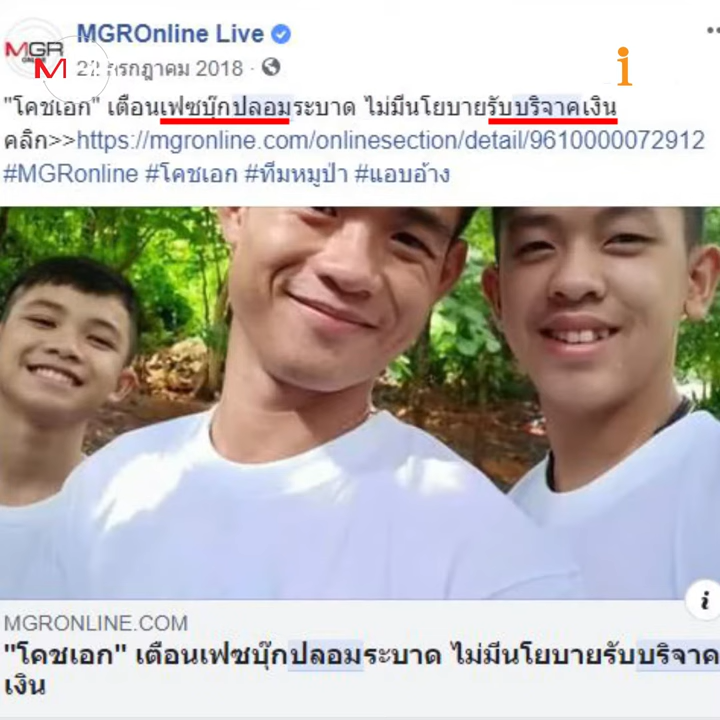 MGROnline Live
MGR
ONLINE
M
กรกฎาคม 2018
i
"โคชเอก" เตือนเฟซบุ๊กปลอมระบาด ไม่มีนโยบายรับบริจาคเงิน
คลิก>>https://mgronline.com/onlinesection/detail/9610000072912
#MGRonline #โคชเอก #ทีมหมูป่า #แอบอ้าง
i
MGRONLINE.COM
"โคชเอก" เตือนเฟซบุ๊กปลอมระบาด ไม่มีนโยบายรับบริจาค
เงิน